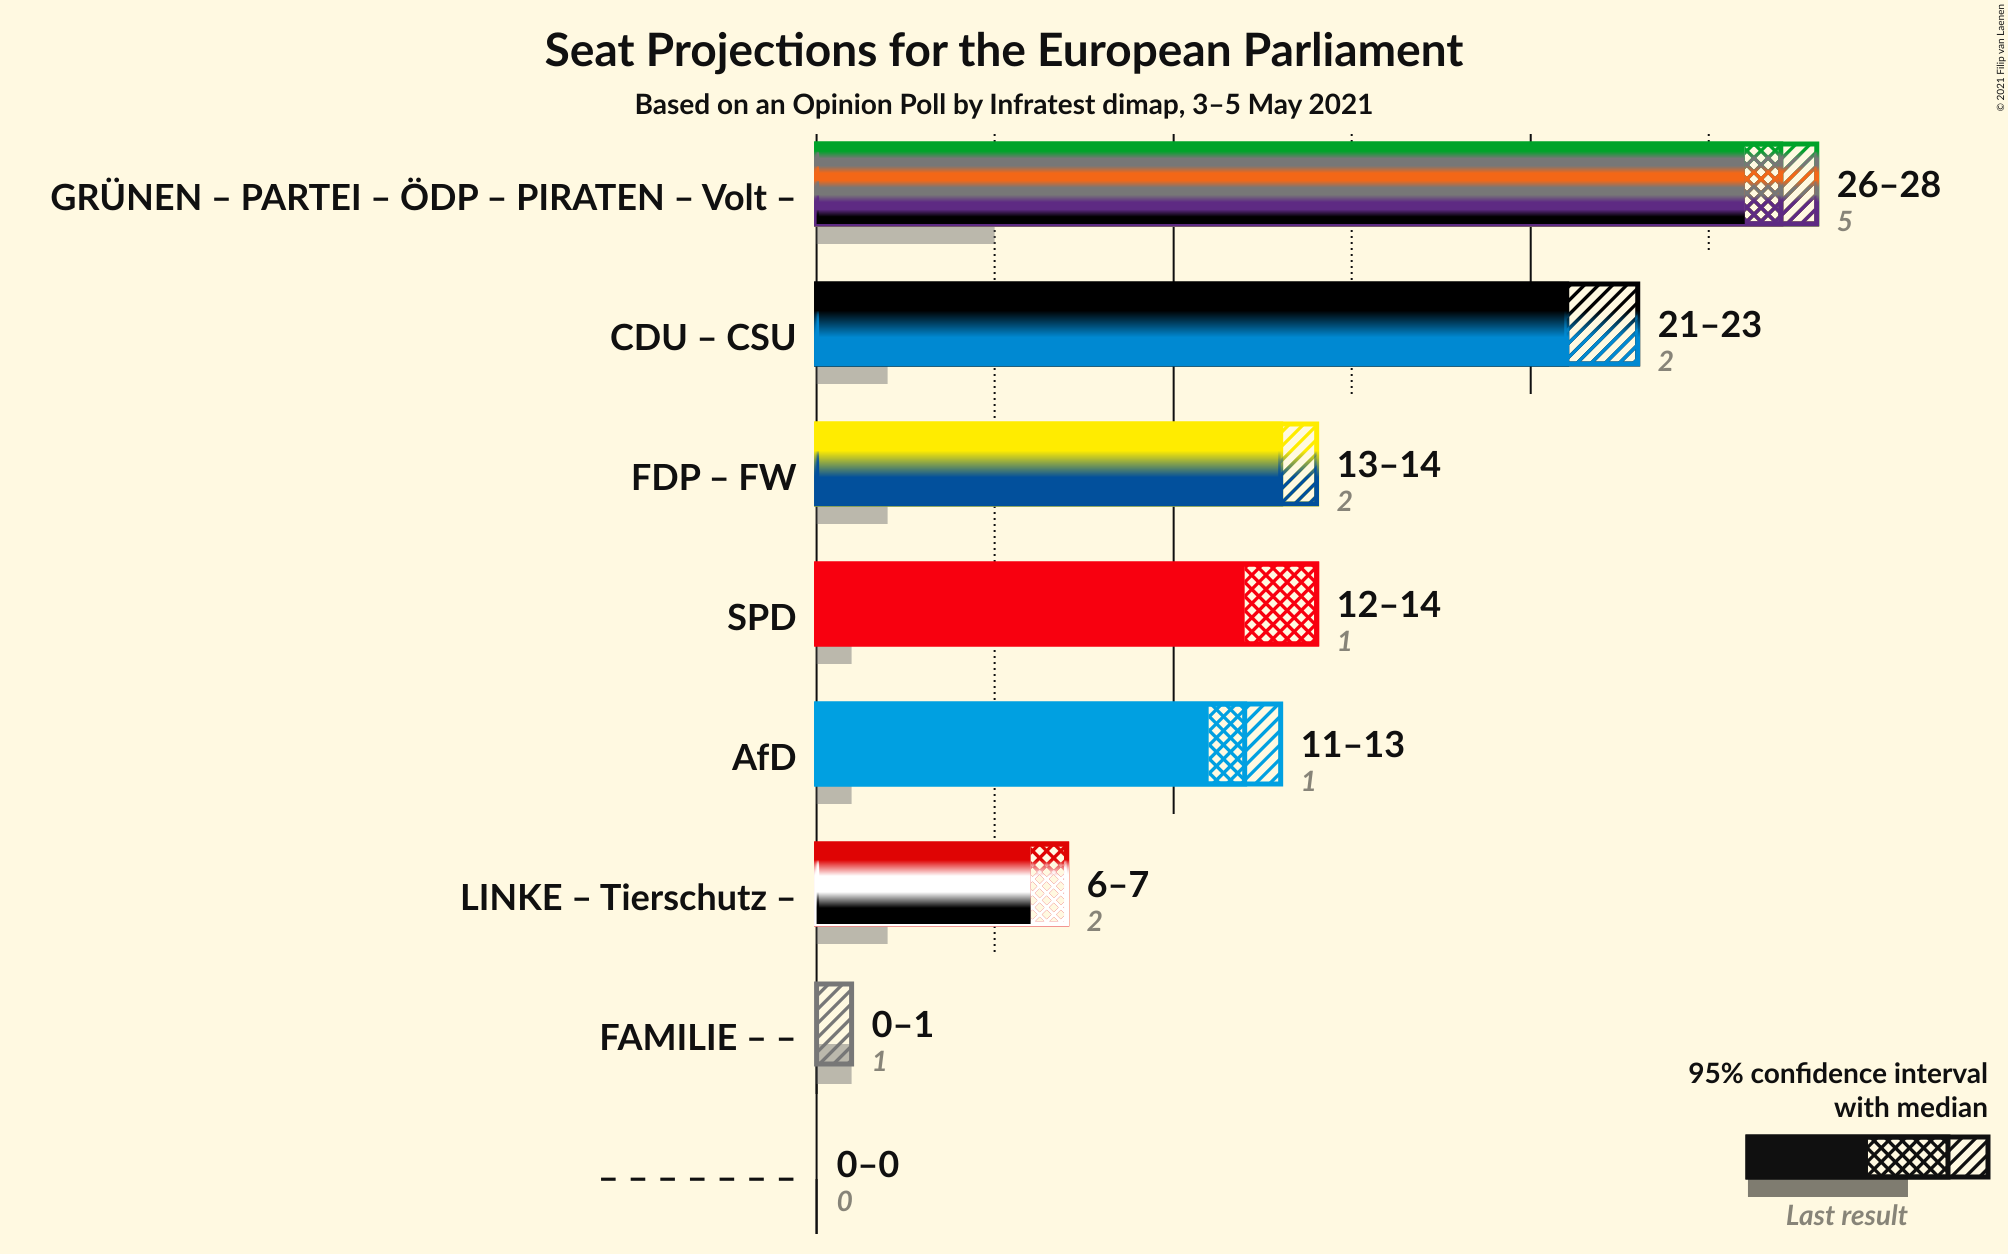 Seat Projections for the European Parliament
Based on an Opinion Poll by Infratest dimap, 3–5 May 2021
© 2021 Filip van Laenen
GRÜNEN – PARTEI – ÖDP – PIRATEN – Volt –
26–28
5
CDU – CSU
21–23
2
FDP – FW
13–14
2
SPD
12–14
1
AfD
11–13
1
LINKE – Tierschutz –
6–7
2
FAMILIE – –
0–1
1
– – – – – – –
0–0
0
95% confidence interval
with median
Last result